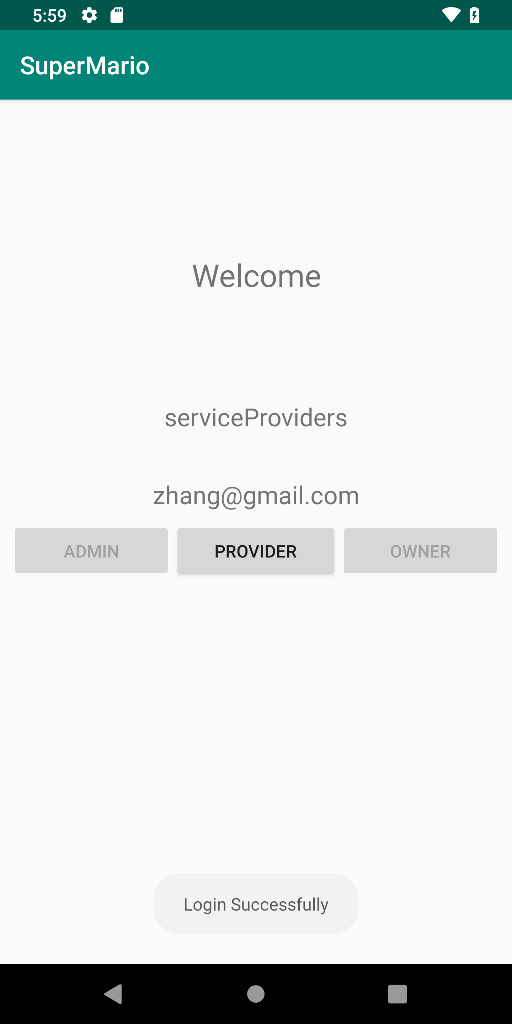 5:59
SuperMario
Welcome
serviceProviders
zhang@gmail.com
ADMIN PROVIDER OWNER
Login Successfully